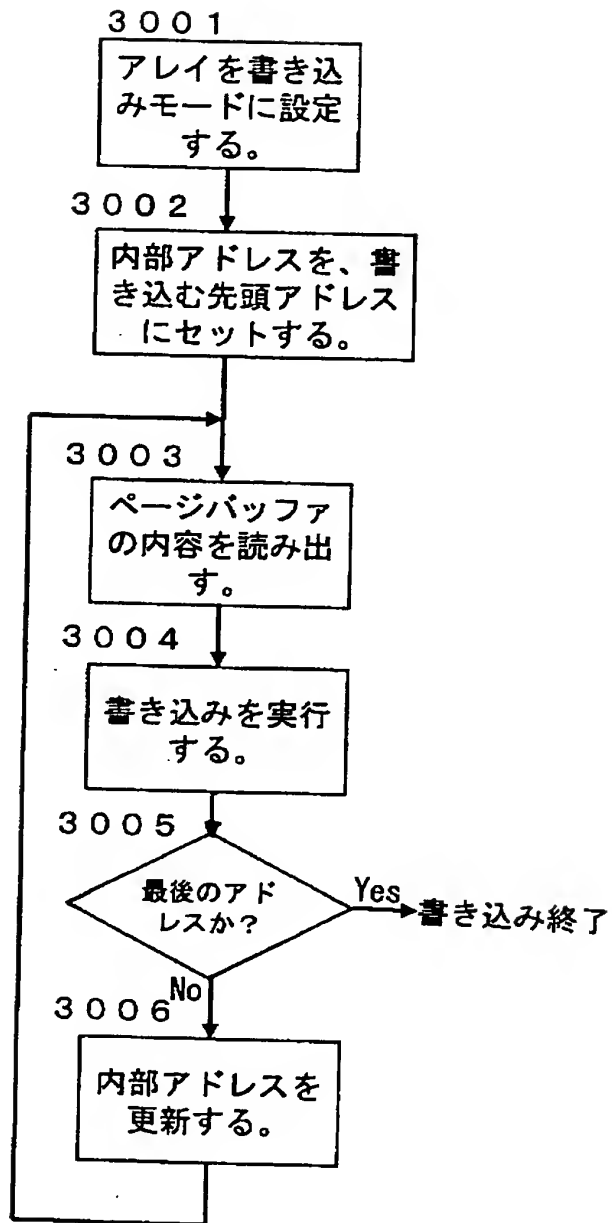 ３００１
アレイを書き込
みモードに設定
する。
３００２
内部アドレスを、書
き込む先頭アドレス
にセットする。
３００３
ページバッファ
の内容を読み出
す。
３００４
書き込みを実行
する。
３００５
最後のアド
レスか？
Yes
書き込み終了
No
３００６
内部アドレスを
更新する。